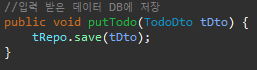 //입력 받은 데이터 DB에 저장
public void putTodo(TodoDto tDto) {
    tRepo.save(tDto);
}